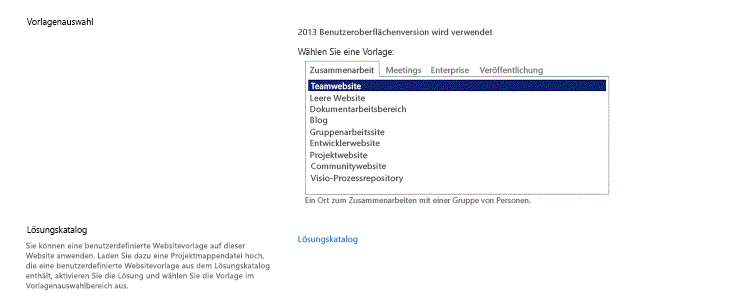 Vorlagenauswahl
2013 Benutzeroberflächenversion wird verwendet
Wählen Sie eine Vorlage:
Zusammenarbeit Meetings Enterprise Veröffentlichung
Teamwebsite
Leere Website
Dokumentarbeitsbereich
Blog
Gruppenarbeitssite
Entwicklerwebsite
Projektwebsite
Communitywebsite
Visio-Prozessrepository
Ein Ort zum Zusammenarbeiten mit einer Gruppe von Personen.
Lösungskatalog
Sie können eine benutzerdefinierte Websitevorlage auf dieser
Website anwenden. Laden Sie dazu eine Projektmappendatei hoch,
die eine benutzerdefinierte Websitevorlage aus dem Lösungskatalog
enthält, aktivieren Sie die Lösung und wählen Sie die Vorlage im
Vorlagenauswahlbereich aus.
Lösungskatalog